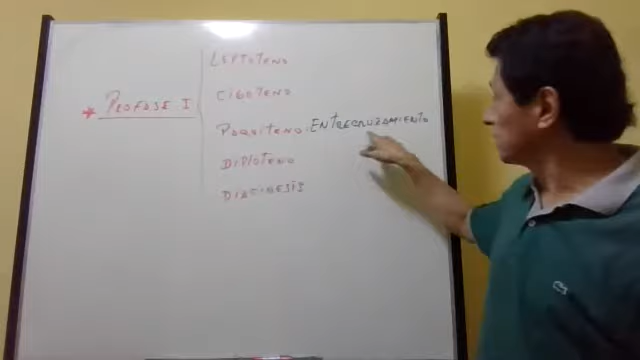 * PROFASE I
LEPTOTENO
CIGOTENO
PAQUITENO: ENTRECRUZAMIENTO
DIPLOTENO
DIACINESIS